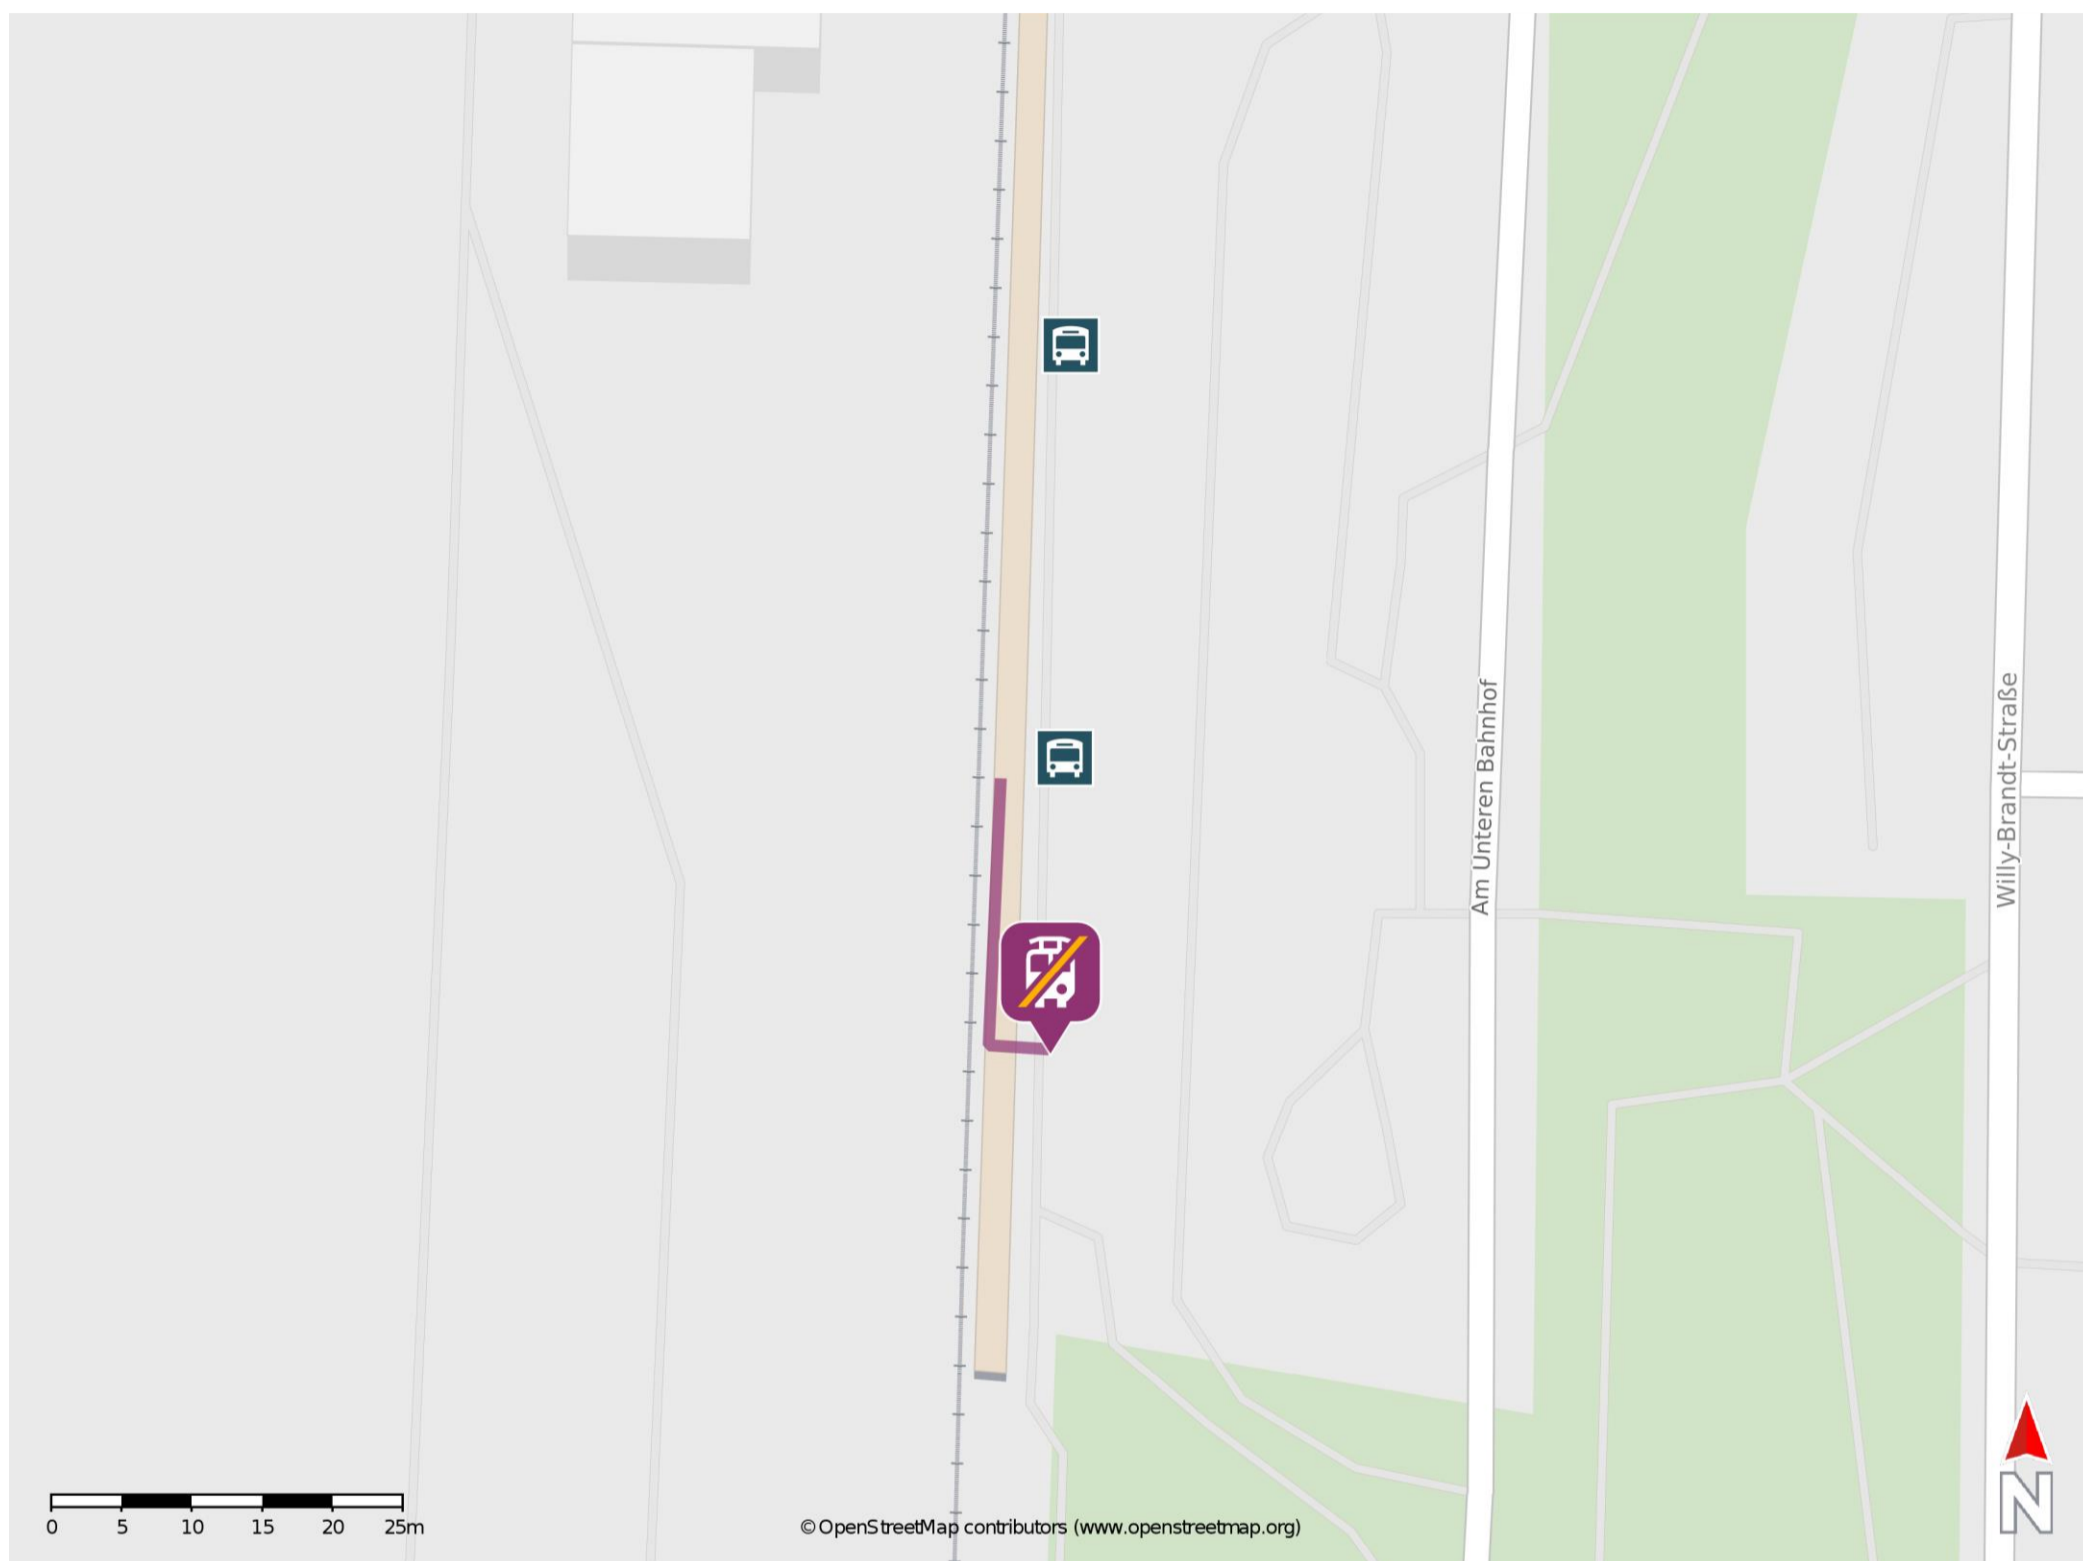 Am Unteren Bahnhof
Willy-Brandt-Straße
0 5 10 15 20 25m
© OpenStreetMap contributors (www.openstreetmap.org)
N